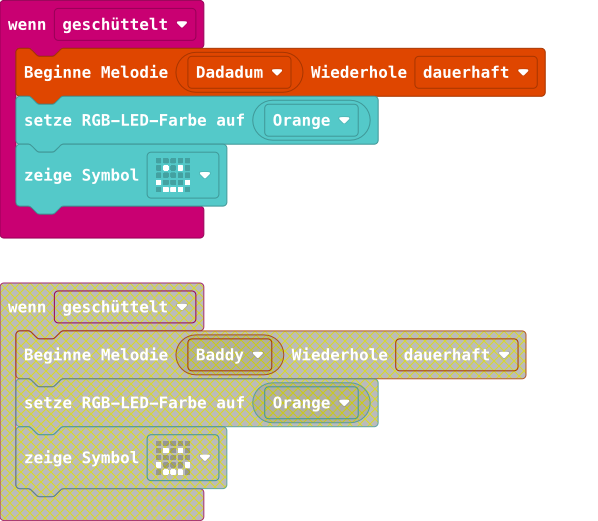 wenn geschüttelt
Beginne Melodie Dadadum Wiederhole dauerhaft
setze RGB-LED-Farbe auf Orange
zeige Symbol
wenn geschüttelt
Beginne Melodie Baddy Wiederhole dauerhaft
setze RGB-LED-Farbe auf Orange
zeige Symbol